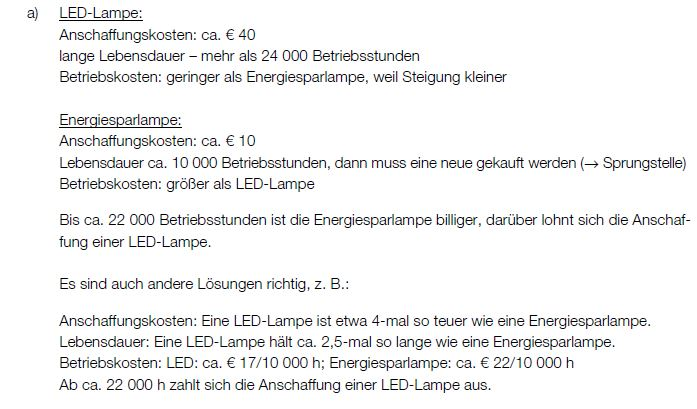 a) LED-Lampe:
Anschaffungskosten: ca. € 40
lange Lebensdauer – mehr als 24 000 Betriebsstunden
Betriebskosten: geringer als Energiesparlampe, weil Steigung kleiner
Energiesparlampe:
Anschaffungskosten: ca. € 10
Lebensdauer ca. 10 000 Betriebsstunden, dann muss eine neue gekauft werden (→ Sprungstelle)
Betriebskosten: größer als LED-Lampe
Bis ca. 22 000 Betriebsstunden ist die Energiesparlampe billiger, darüber lohnt sich die Anschaf-
fung einer LED-Lampe.
Es sind auch andere Lösungen richtig, z. B.:
Anschaffungskosten: Eine LED-Lampe ist etwa 4-mal so teuer wie eine Energiesparlampe.
Lebensdauer: Eine LED-Lampe hält ca. 2,5-mal so lange wie eine Energiesparlampe.
Betriebskosten: LED: ca. € 17/10 000 h; Energiesparlampe: ca. € 22/10 000 h
Ab ca. 22 000 h zahlt sich die Anschaffung einer LED-Lampe aus.